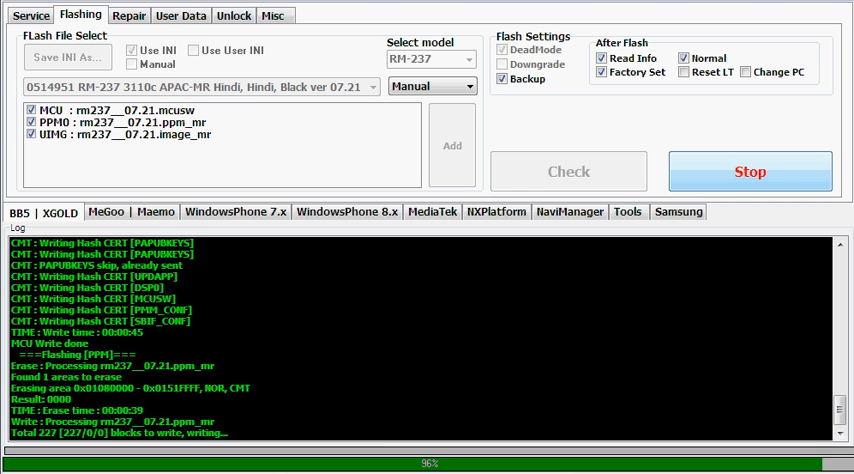 Service Flashing Repair User Data Unlock Misc
FLash File Select
Save INI As...
Use INI Use User INI
Manual
Select model
RM-237
0514951 RM-237 3110c APAC-MR Hindi, Hindi, Black ver 07.21
Manual
MCU : rm237__07.21.mcusw
PPM0 : rm237__07.21.ppm_mr
UIMG : rm237__07.21.image_mr
Add
Flash Settings
DeadMode
Downgrade
Backup
After Flash
Read Info Normal
Factory Set Reset LT Change PC
Check Stop
BB5 | XGOLD MeGoo | Maemo WindowsPhone 7.x WindowsPhone 8.x MediaTek NXPlatform NaviManager Tools Samsung
Log
CMT : Writing Hash CERT [PAPUBKEYS]
CMT : Writing Hash CERT [PAPUBKEYS]
CMT : PAPUBKEYS skip, already sent
CMT : Writing Hash CERT [UPDAPP]
CMT : Writing Hash CERT [DSP0]
CMT : Writing Hash CERT [MCUSW]
CMT : Writing Hash CERT [PMM_CONF]
CMT : Writing Hash CERT [SBIF_CONF]
TIME : Write time : 00:00:45
MCU Write done
===Flashing [PPM]===
Erase : Processing rm237__07.21.ppm_mr
Found 1 areas to erase
Erasing area 0x01080000 - 0x0151FFFF, NOR, CMT
Result: 0000
TIME : Erase time : 00:00:39
Write : Processing rm237__07.21.ppm_mr
Total 227 [227/0/0] blocks to write, writing...
96%